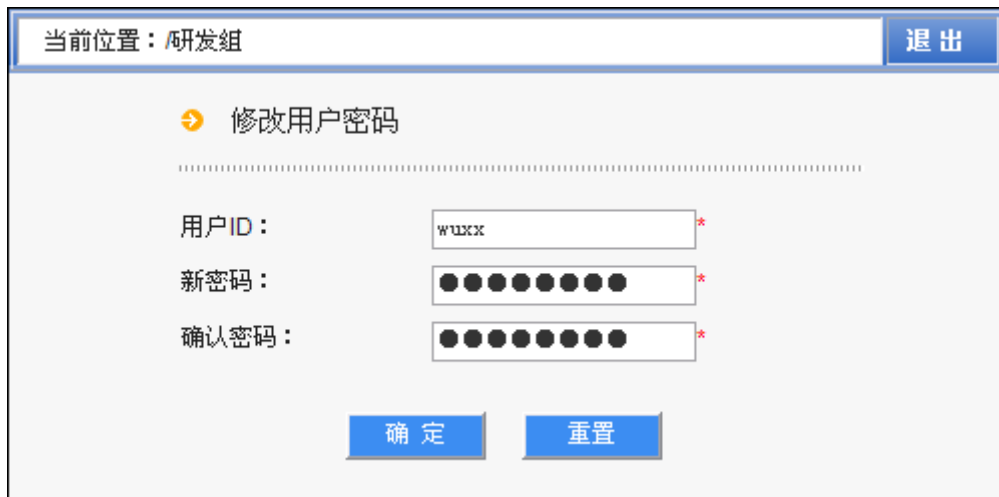 当前位置：/研发组 退 出
修改用户密码
用户ID： wuxx *
新密码： ●●●●●●●● *
确认密码： ●●●●●●●● *
确 定 重置